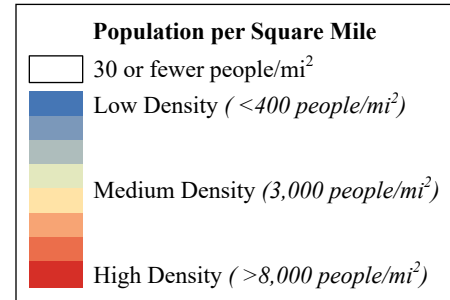 Population per Square Mile
30 or fewer people/mi²
Low Density ( <400 people/mi²)
Medium Density (3,000 people/mi²)
High Density ( >8,000 people/mi²)